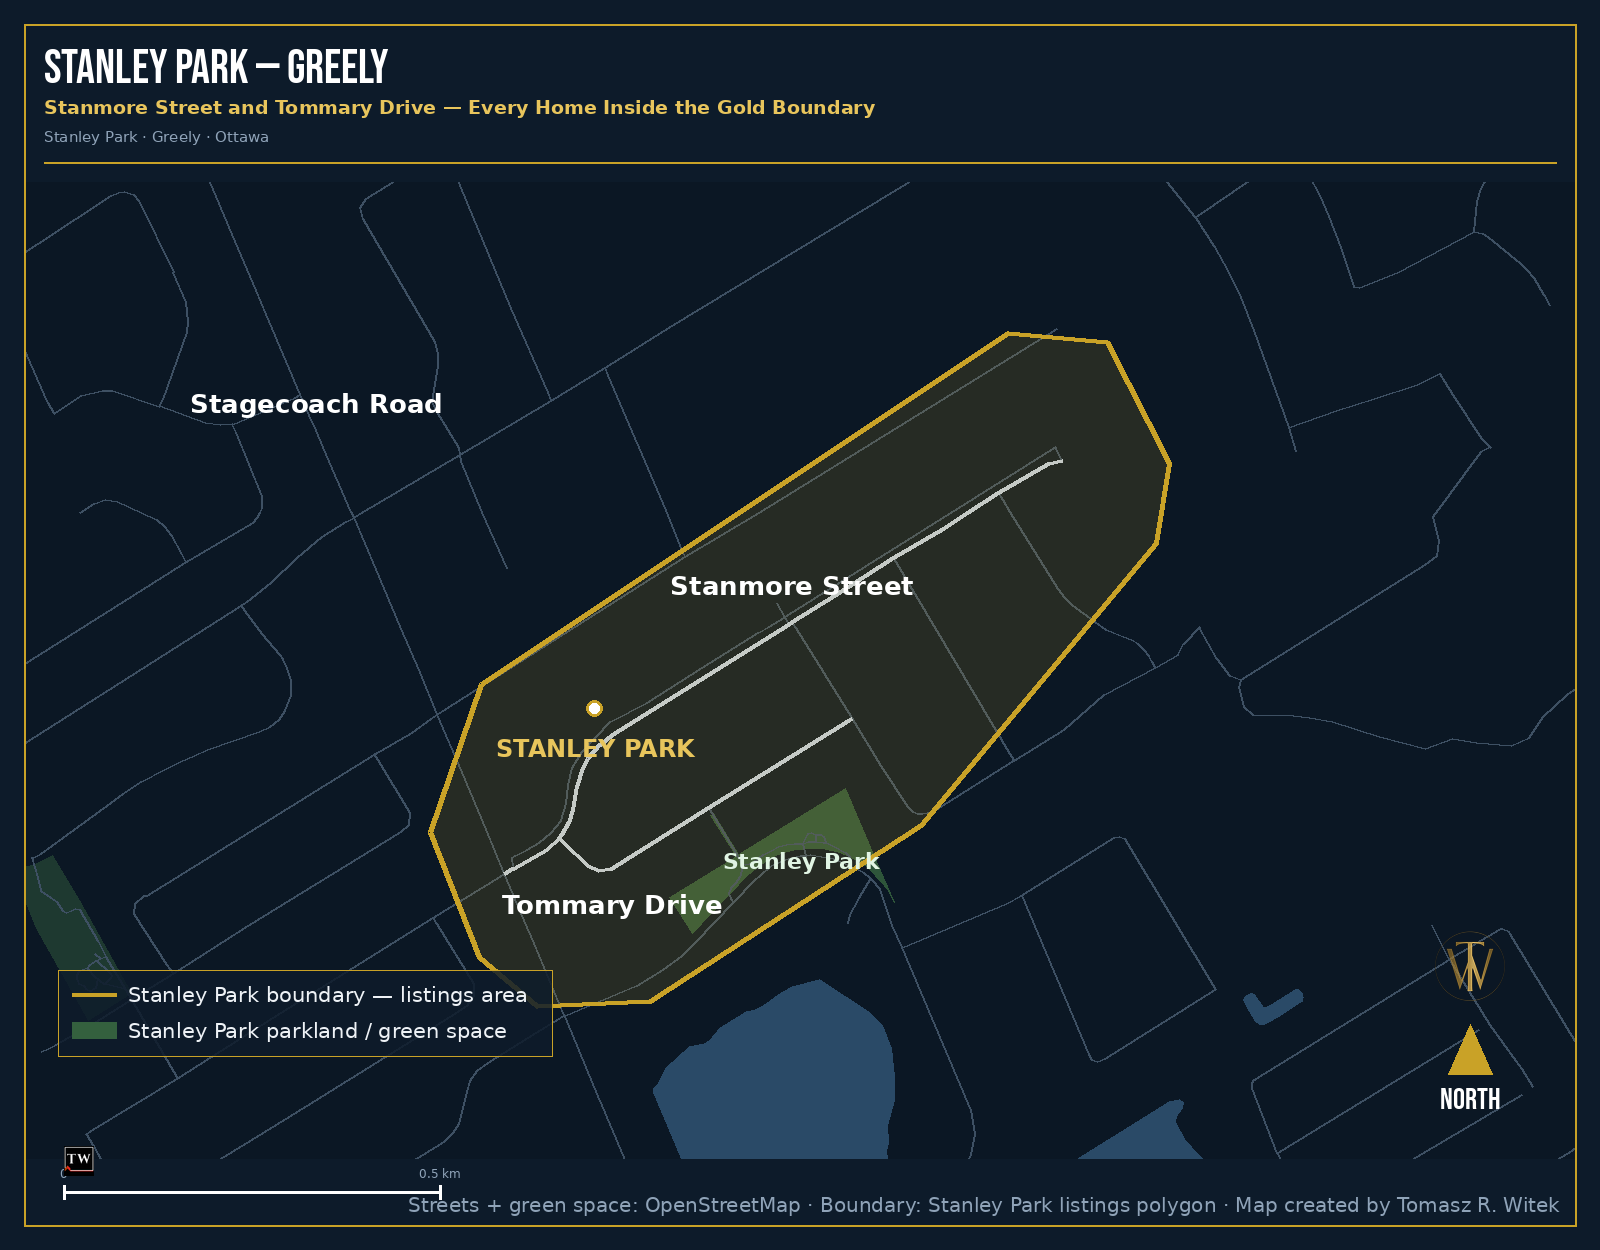 STANLEY PARK — GREELY
Stanmore Street and Tommary Drive — Every Home Inside the Gold Boundary
Stanley Park · Greely · Ottawa
Stagecoach Road
Stanmore Street
STANLEY PARK
Stanley Park
Tommary Drive
Stanley Park boundary — listings area
Stanley Park parkland / green space
TW
NORTH
TW
0
0.5 km
Streets + green space: OpenStreetMap · Boundary: Stanley Park listings polygon · Map created by Tomasz R. Witek